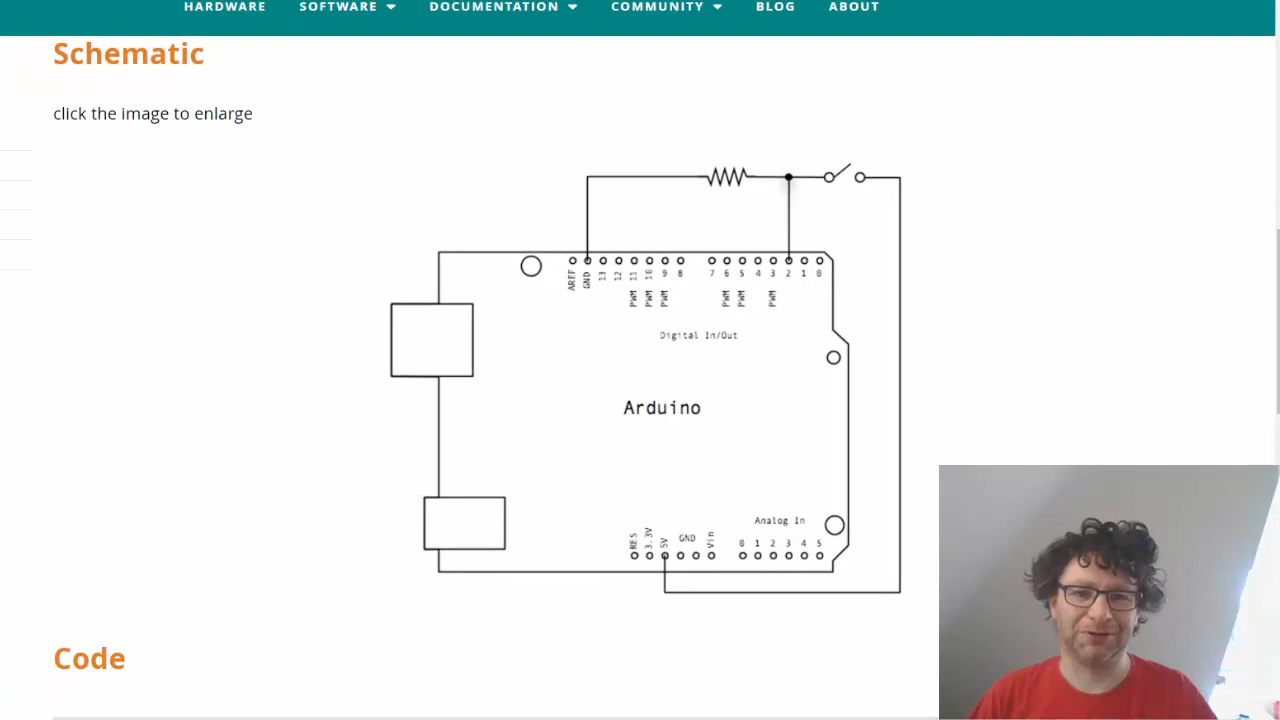 HARDWARE SOFTWARE DOCUMENTATION COMMUNITY BLOG ABOUT
Schematic
click the image to enlarge
AREF GND 13 12 11 10 9 8 7 6 5 4 3 2 1 0
PWM PWM PWM PWM PWM PWM
Digital In/Out
Arduino
Analog In
RES 3.3V 5V GND Vin 0 1 2 3 4 5
Code